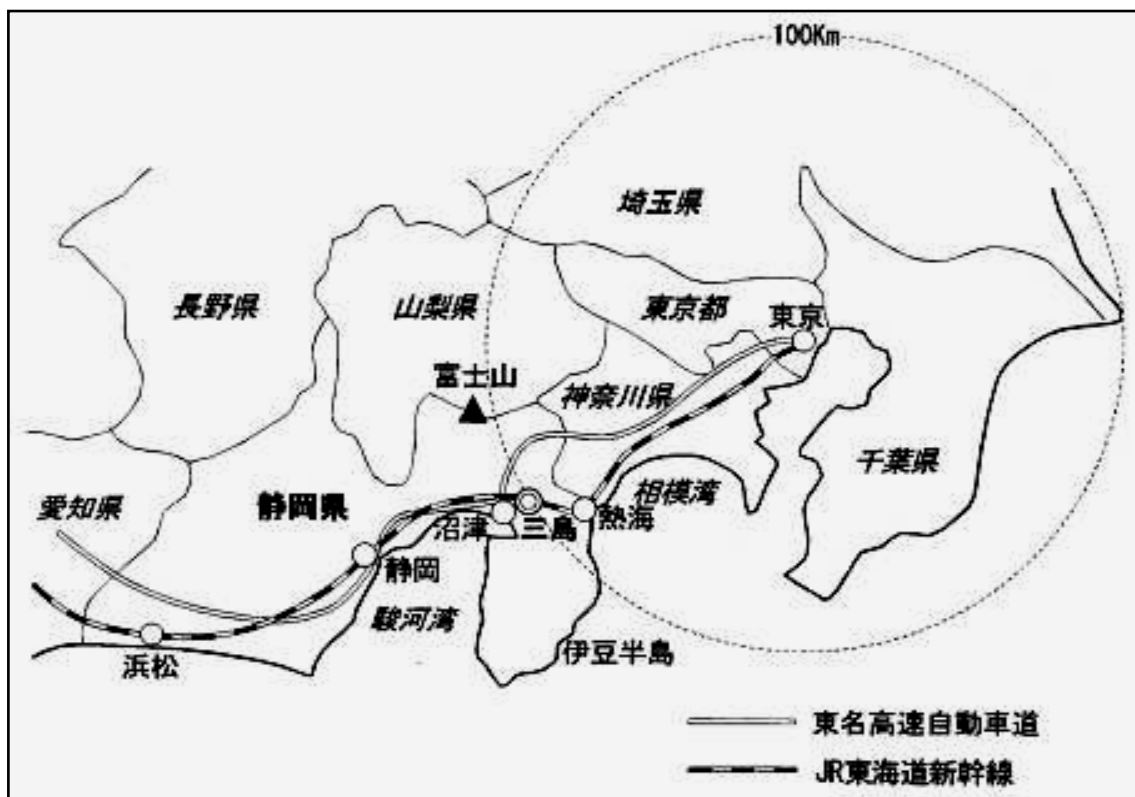 100Km
埼玉県
長野県
山梨県
東京都
東京
富士山
神奈川県
千葉県
愛知県
静岡県
相模湾
沼津
三島
熱海
静岡
駿河湾
浜松
伊豆半島
東名高速自動車道
JR東海道新幹線